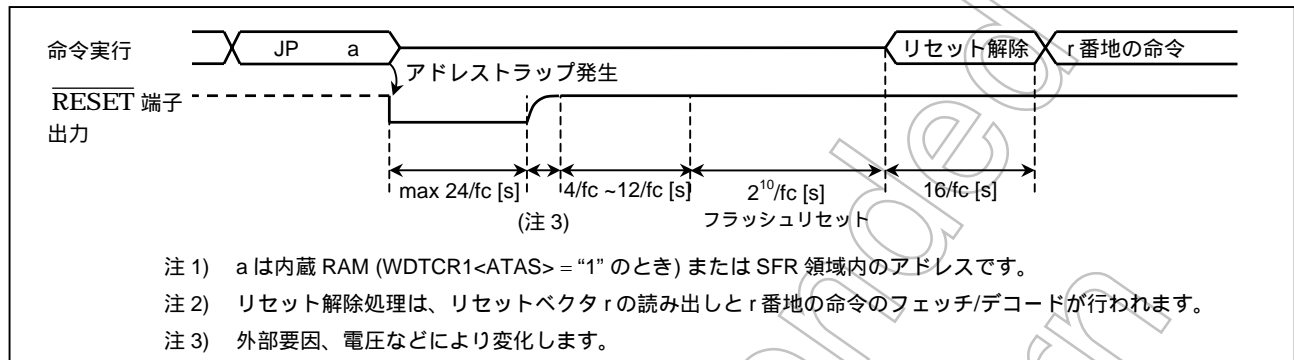 命令実行 JP a リセット解除 r 番地の命令
アドレストラップ発生
RESET 端子
出力
max 24/fc [s] 4/fc ~12/fc [s] 2^10/fc [s] 16/fc [s]
(注 3) フラッシュリセット
注 1) a は内蔵 RAM (WDTCR1<ATAS> = “1” のとき) または SFR 領域内のアドレスです。
注 2) リセット解除処理は、リセットベクタ r の読み出しと r 番地の命令のフェッチ/デコードが行われます。
注 3) 外部要因、電圧などにより変化します。